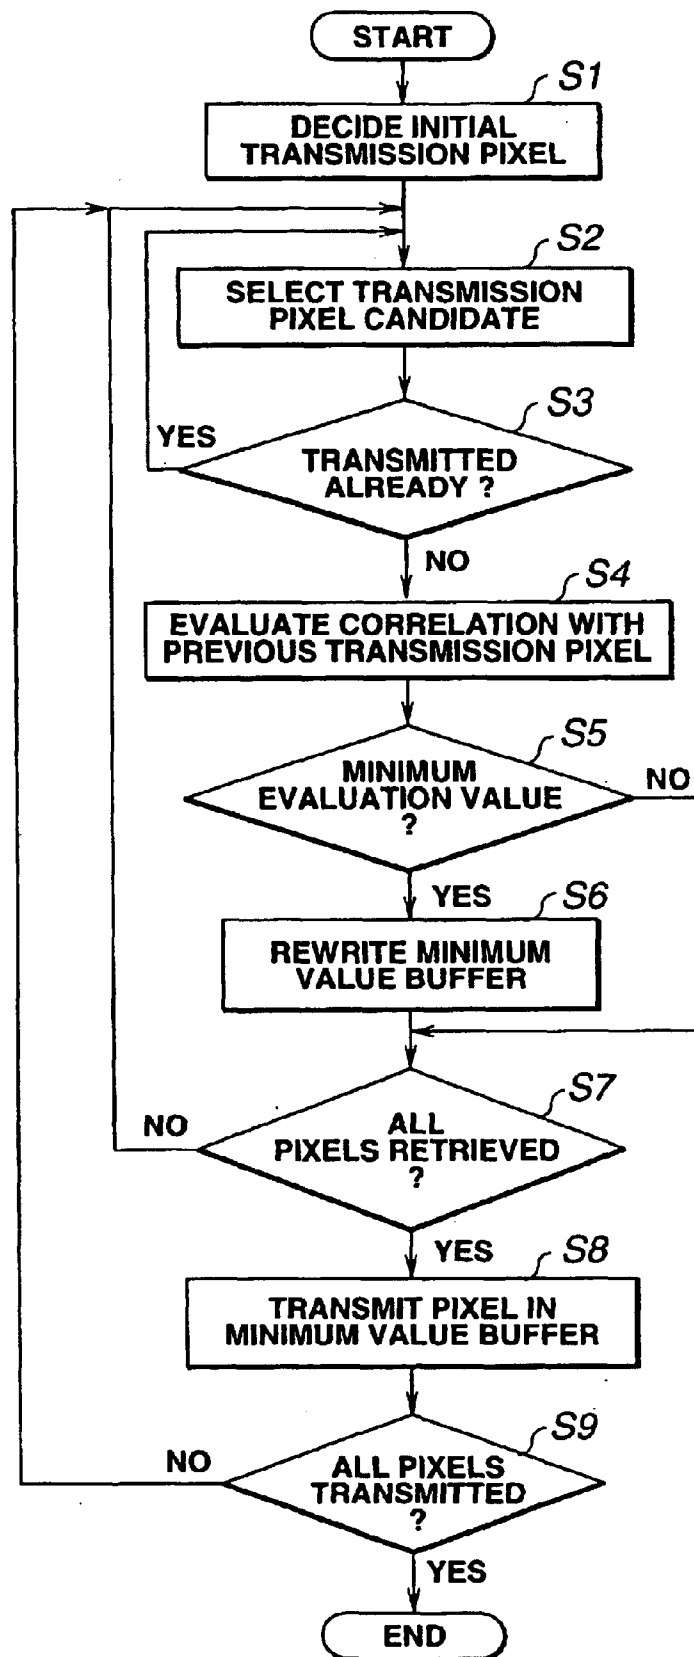 START
S1
DECIDE INITIAL
TRANSMISSION PIXEL
S2
SELECT TRANSMISSION
PIXEL CANDIDATE
S3
YES
TRANSMITTED
ALREADY ?
NO
S4
EVALUATE CORRELATION WITH
PREVIOUS TRANSMISSION PIXEL
S5
MINIMUM
EVALUATION VALUE
?
NO
YES
S6
REWRITE MINIMUM
VALUE BUFFER
S7
NO
ALL
PIXELS RETRIEVED
?
YES
S8
TRANSMIT PIXEL IN
MINIMUM VALUE BUFFER
S9
NO
ALL PIXELS
TRANSMITTED
?
YES
END